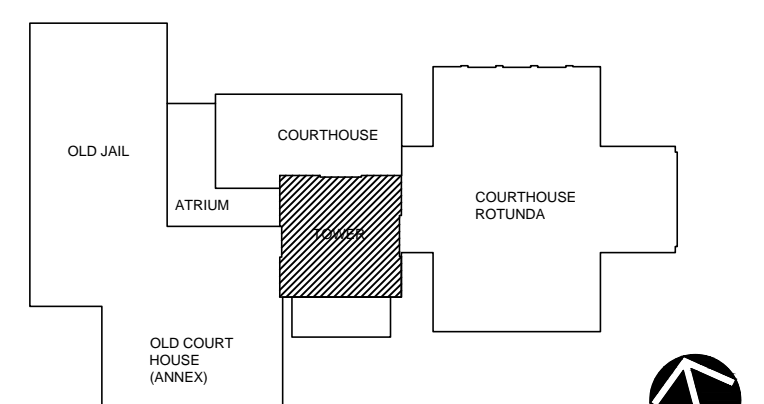 OLD JAIL
COURTHOUSE
ATRIUM
TOWER
COURTHOUSE
ROTUNDA
OLD COURT
HOUSE
(ANNEX)